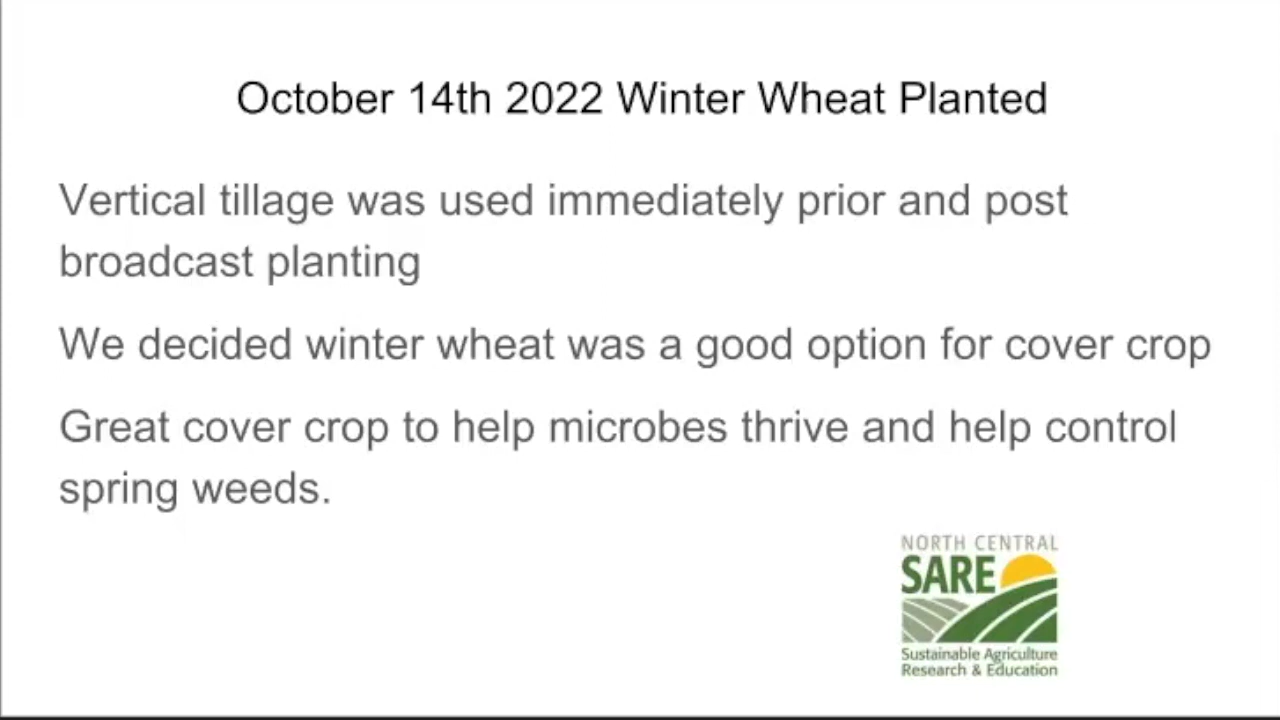 October 14th 2022 Winter Wheat Planted
Vertical tillage was used immediately prior and post
broadcast planting
We decided winter wheat was a good option for cover crop
Great cover crop to help microbes thrive and help control
spring weeds.
NORTH CENTRAL
SARE
Sustainable Agriculture
Research & Education